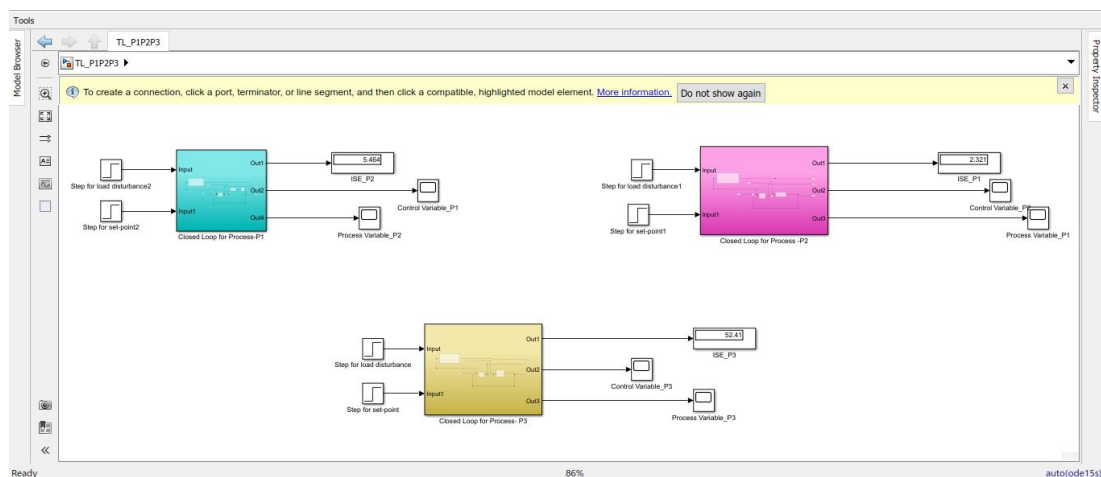 Tools
Model Browser
TL_P1P2P3
TL_P1P2P3
Property Inspector
To create a connection, click a port, terminator, or line segment, and then click a compatible, highlighted model element. More information. Do not show again
Step for load disturbance2
Step for set-point2
Input
Input1
Out1
Out2
Out4
Closed Loop for Process-P1
5.464
ISE_P2
Control Variable_P1
Process Variable_P2
Step for load disturbance1
Step for set-point1
Input
Input1
Out1
Out2
Out3
Closed Loop for Process -P2
2.321
ISE_P1
Control Variable_P2
Process Variable_P1
Step for load disturbance
Step for set-point
Input
Input1
Out1
Out2
Out3
Closed Loop for Process- P3
52.41
ISE_P3
Control Variable_P3
Process Variable_P3
Ready
86%
auto(ode15s)